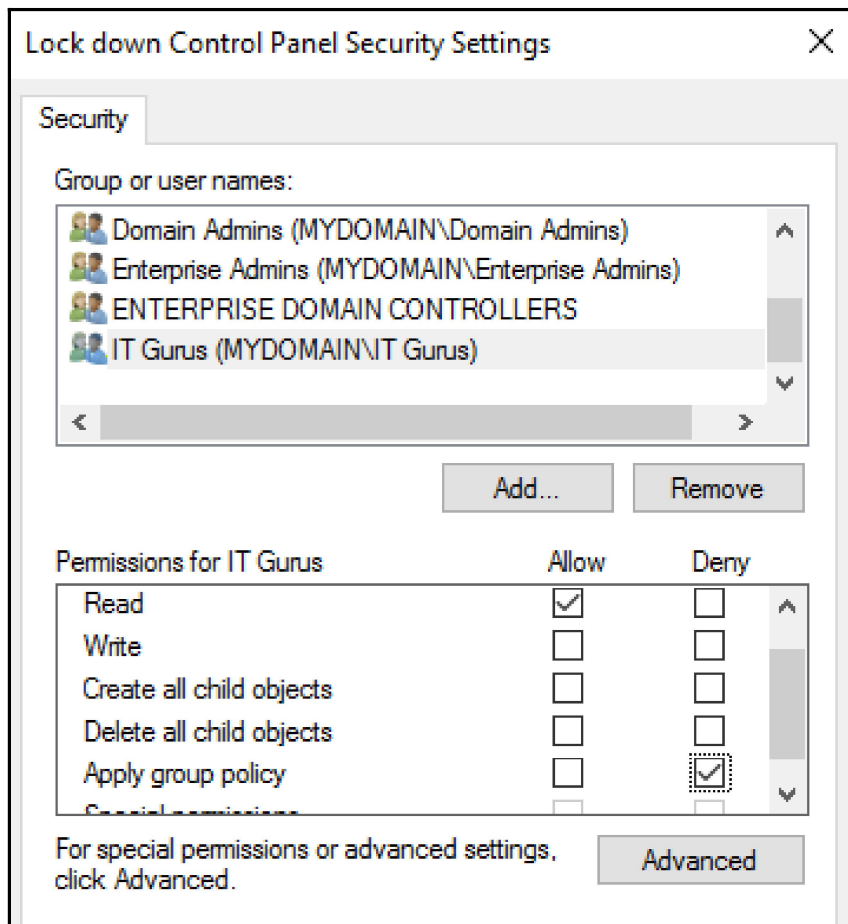 Lock down Control Panel Security Settings
Security
Group or user names:
Domain Admins (MYDOMAIN\Domain Admins)
Enterprise Admins (MYDOMAIN\Enterprise Admins)
ENTERPRISE DOMAIN CONTROLLERS
IT Gurus (MYDOMAIN\IT Gurus)
Add... Remove
Permissions for IT Gurus Allow Deny
Read
Write
Create all child objects
Delete all child objects
Apply group policy
Special permissions
For special permissions or advanced settings, Advanced
click Advanced.